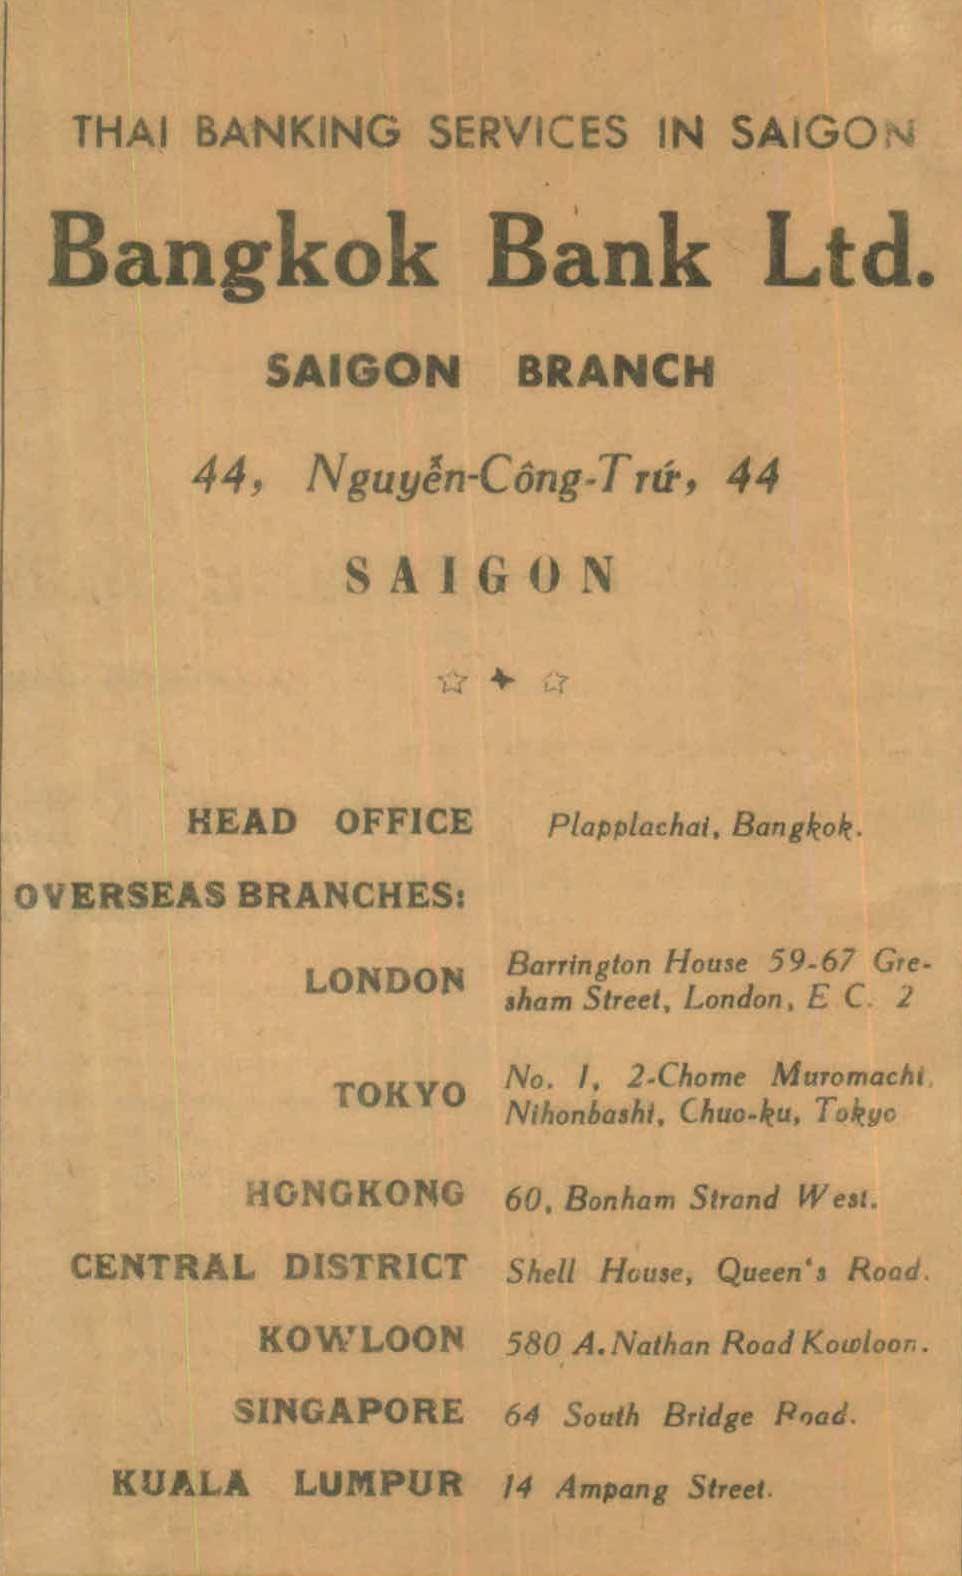 THAI BANKING SERVICES IN SAIGON
Bangkok Bank Ltd.
SAIGON BRANCH
44, Nguyễn-Công-Trứ, 44
SAIGON
HEAD OFFICE Plapplachai, Bangkok.
OVERSEAS BRANCHES:
LONDON Barrington House 59-67 Gre-
sham Street, London, E C. 2
TOKYO No. 1, 2-Chome Muromachi,
Nihonbashi, Chuo-ku, Tokyo
HONGKONG 60, Bonham Strand West.
CENTRAL DISTRICT Shell House, Queen's Road.
KOWLOON 580 A. Nathan Road Kowloon.
SINGAPORE 64 South Bridge Road.
KUALA LUMPUR 14 Ampang Street.